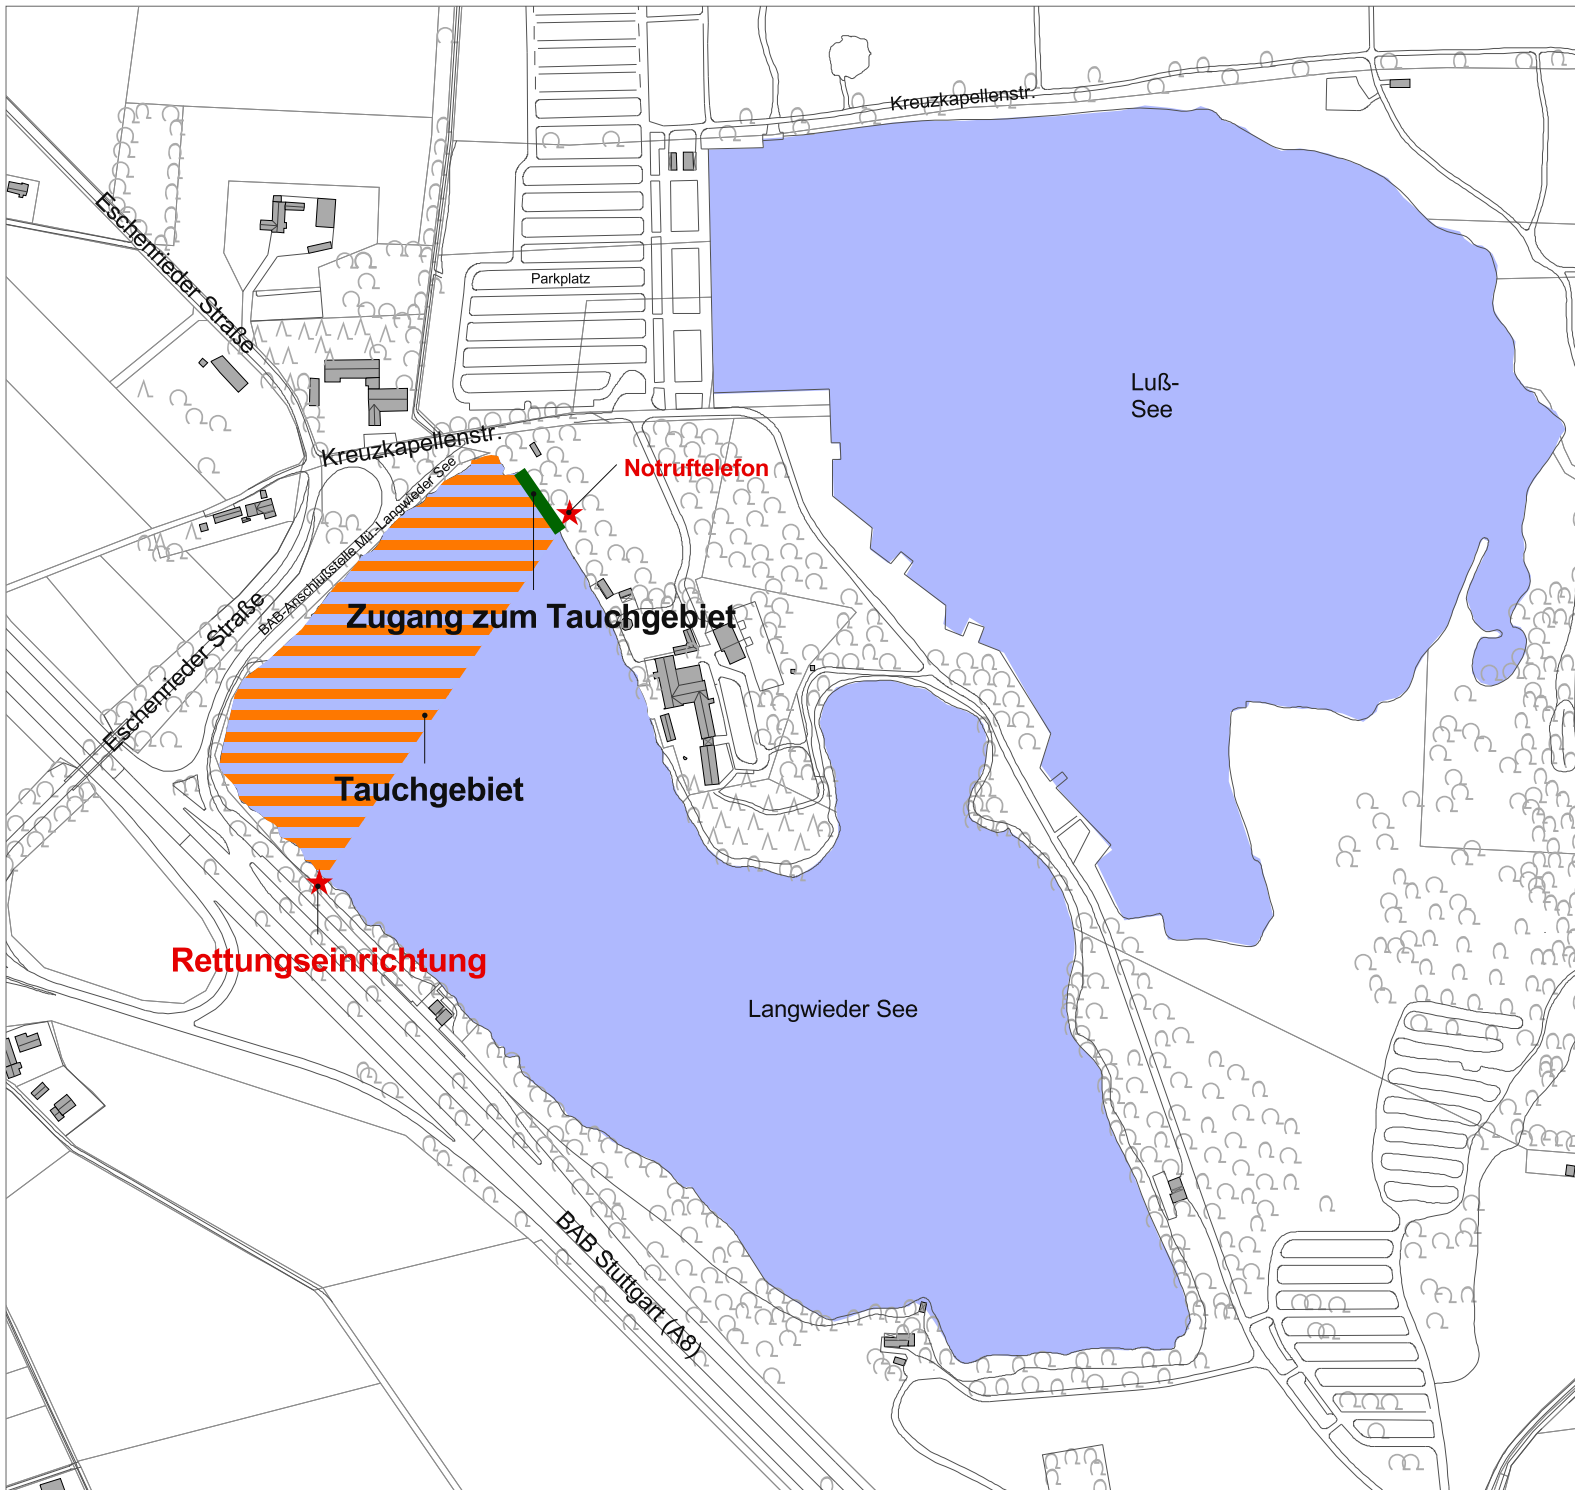 Kreuzkapellenstr.
Eschenrieder Straße
Parkplatz
Luß-
See
Kreuzkapellenstr.
Notruftelefon
BAB-Anschlußstelle Mü.-Langwieder See
Zugang zum Tauchgebiet
Eschenrieder Straße
Tauchgebiet
Rettungseinrichtung
Langwieder See
BAB Stuttgart (A8)